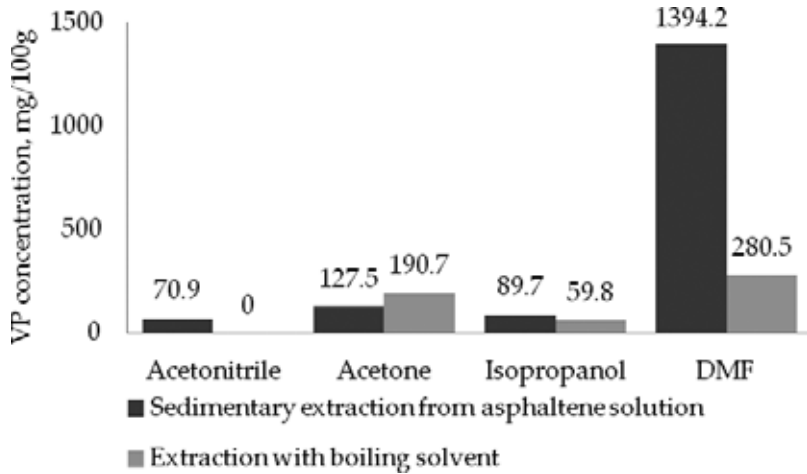 VP concentration, mg/100g
1500
1000
500
0
70.9
0
127.5
190.7
89.7
59.8
1394.2
280.5
Acetonitrile
Acetone
Isopropanol
DMF
Sedimentary extraction from asphaltene solution
Extraction with boiling solvent